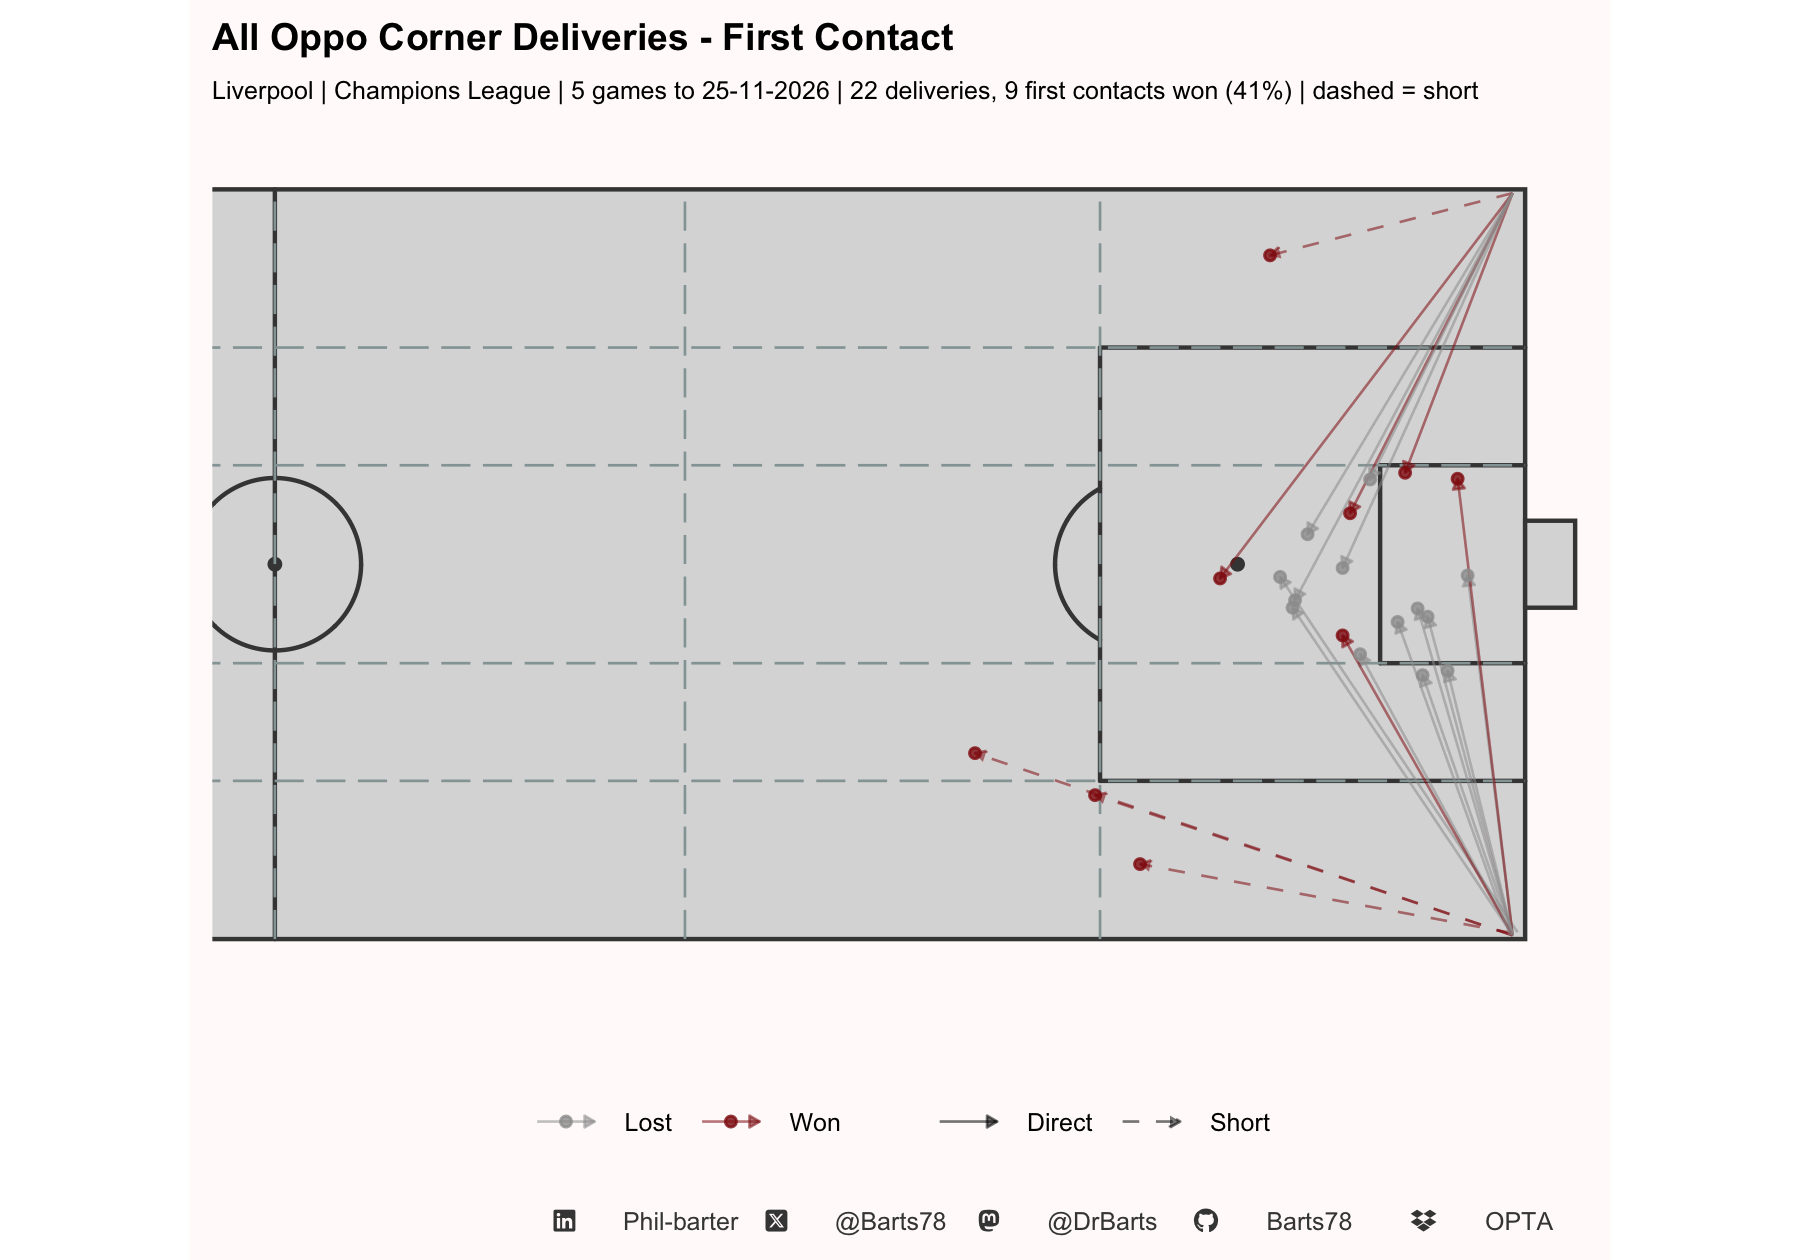 All Oppo Corner Deliveries - First Contact
Liverpool | Champions League | 5 games to 25-11-2026 | 22 deliveries, 9 first contacts won (41%) | dashed = short
Lost Won Direct Short
Phil-barter @Barts78 @DrBarts Barts78 OPTA